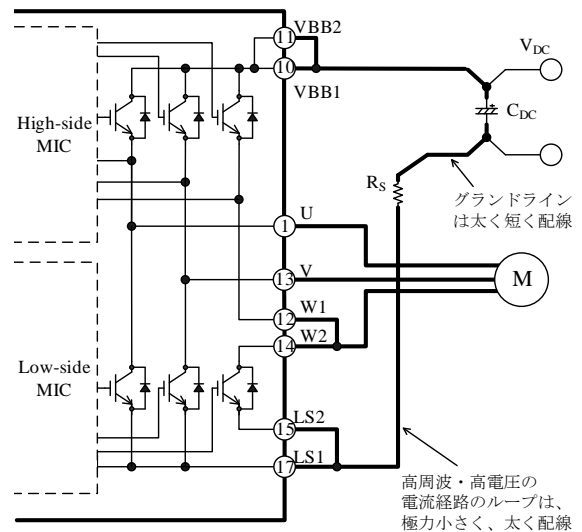 VBB2
11
10
VBB1
VDC
CDC
High-side
MIC
RS
グランドライン
は太く短く配線
U
1
V
13
M
W1
12
W2
14
Low-side
MIC
LS2
15
LS1
17
高周波・高電圧の
電流経路のループは、
極力小さく、太く配線